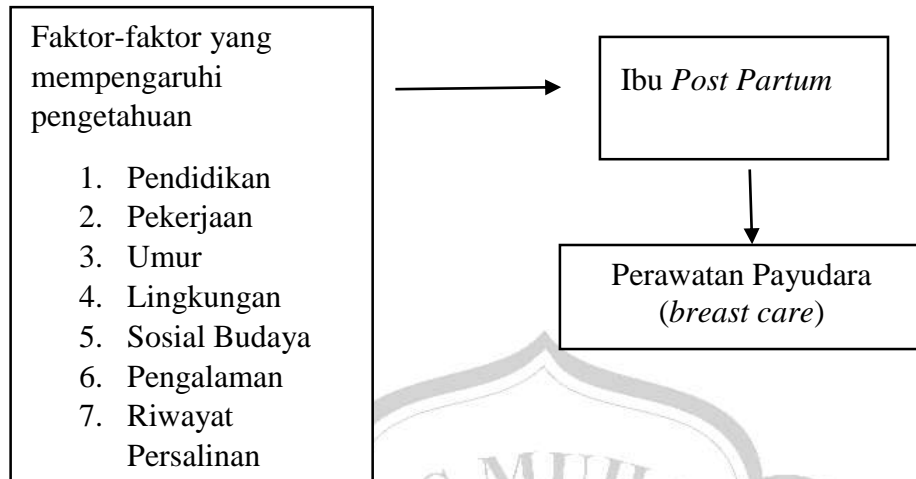 Faktor-faktor yang
mempengaruhi
pengetahuan
1. Pendidikan
2. Pekerjaan
3. Umur
4. Lingkungan
5. Sosial Budaya
6. Pengalaman
7. Riwayat
Persalinan
Ibu Post Partum
Perawatan Payudara
(breast care)